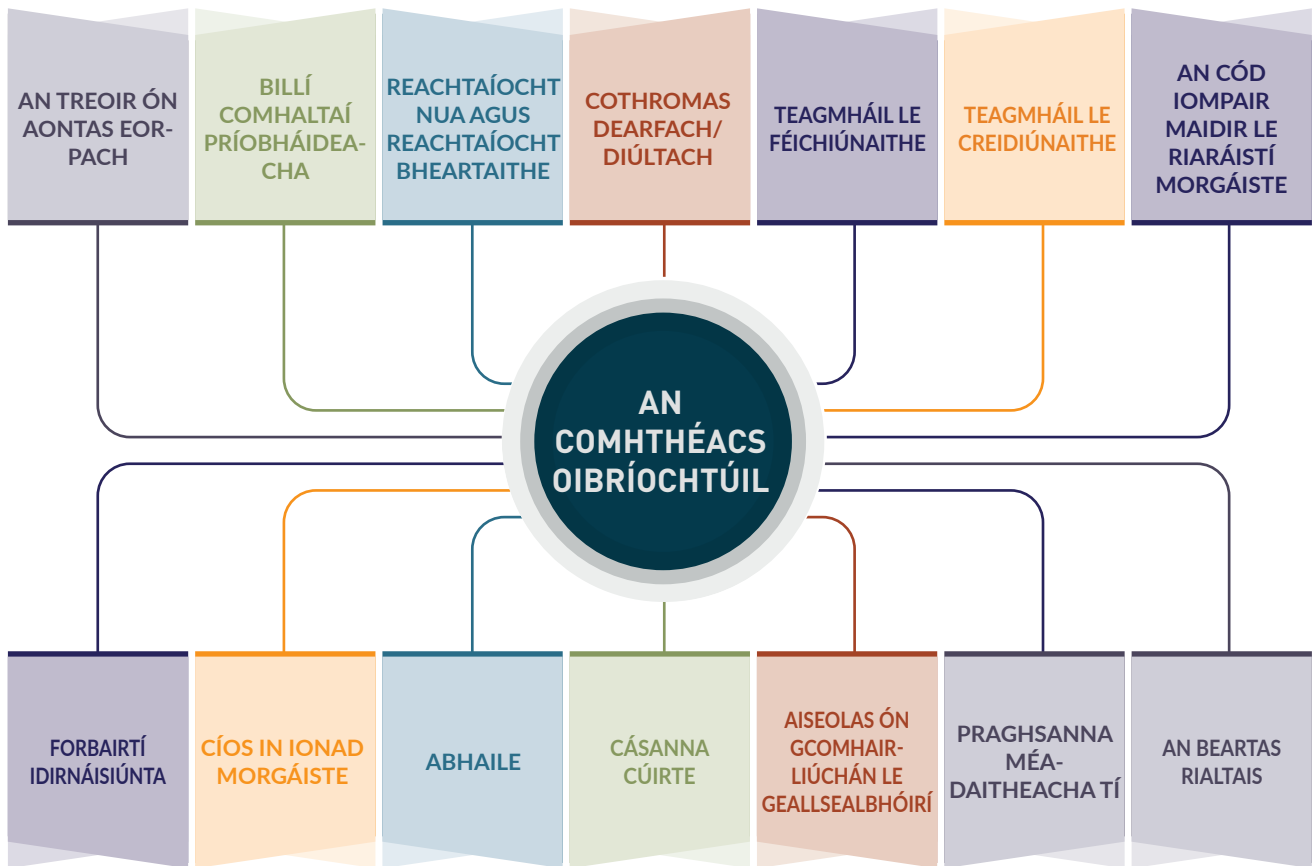 AN TREOIR ÓN
AONTAS EOR-
PACH
BILLÍ
COMHALTAÍ
PRÍOBHÁIDEA-
CHA
REACHTAÍOCHT
NUA AGUS
REACHTAÍOCHT
BHEARTAITHE
COTHROMAS
DEARFACH/
DIÚLTACH
TEAGMHÁIL LE
FÉICHIÚNAITHE
TEAGMHÁIL LE
CREIDIÚNAITHE
AN CÓD
IOMPAIR
MAIDIR LE
RIARÁISTÍ
MORGÁISTE
AN
COMHTHÉACS
OIBRÍOCHTÚIL
FORBAIRTÍ
IDIRNÁISIÚNTA
CÍOS IN IONAD
MORGÁISTE
ABHAILE
CÁSANNA
CÚIRTE
AISEOLAS ÓN
GCOMHAIR-
LIÚCHÁN LE
GEALLSEALBHÓIRÍ
PRAGHSANNA
MÉA-
DAITHEACHA TÍ
AN BEARTAS
RIALTAIS